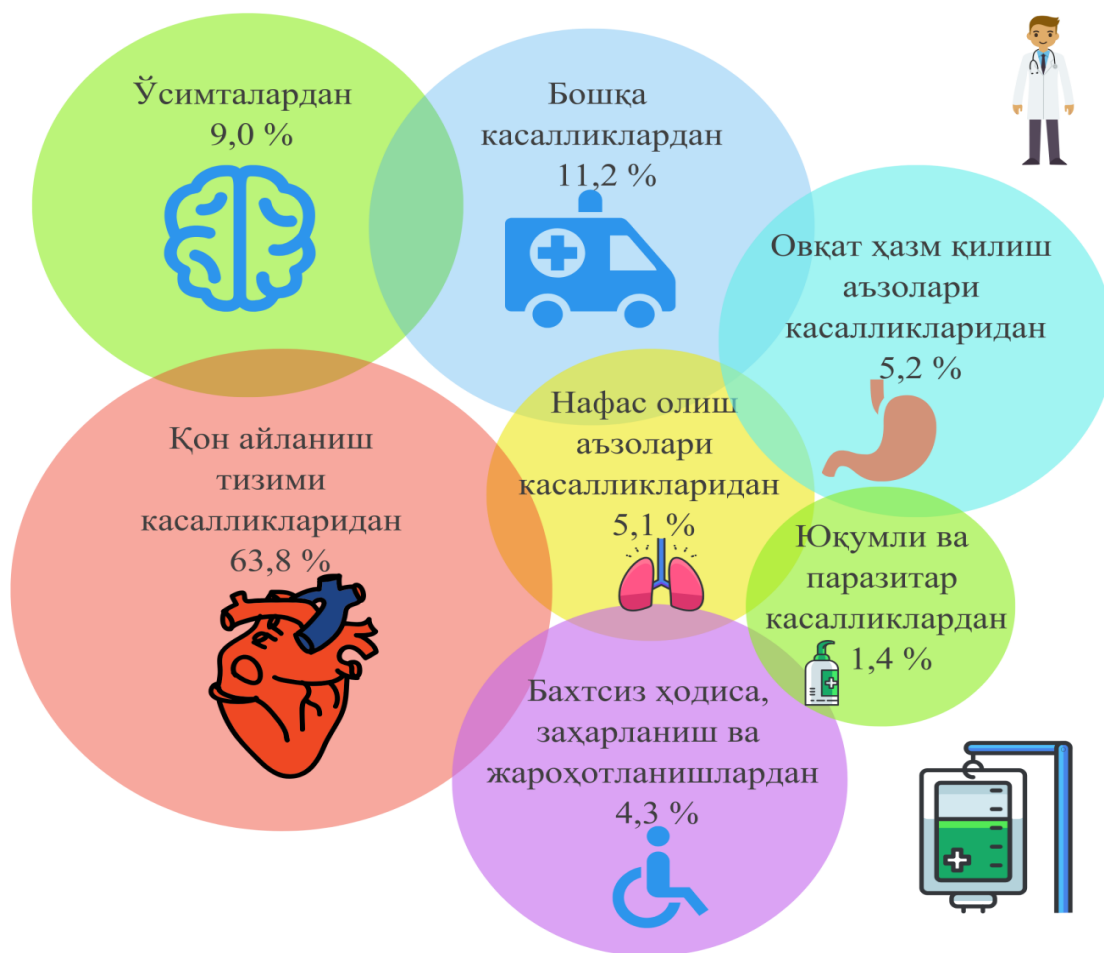 Ўсимталардан
9,0 %
Бошқа
касалликлардан
11,2 %
Овқат ҳазм қилиш
аъзолари
касалликларидан
5,2 %
Қон айланиш
тизими
касалликларидан
63,8 %
Нафас олиш
аъзолари
касалликларидан
5,1 %
Юқумли ва
паразитар
касалликлардан
1,4 %
Бахтсиз ҳодиса,
заҳарланиш ва
жароҳотланишлардан
4,3 %